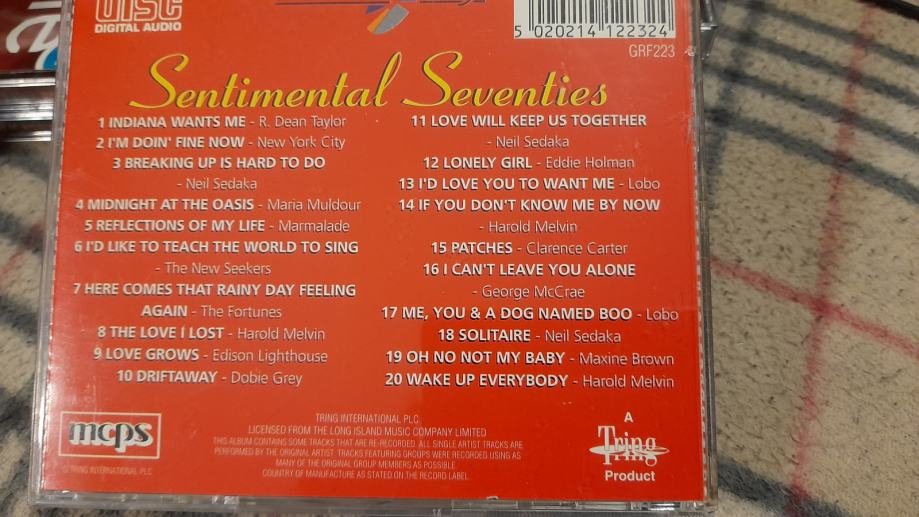 DISC
DIGITAL AUDIO
5 020214 122324
GRF223
Sentimental Seventies
1 INDIANA WANTS ME - R. Dean Taylor
2 I'M DOIN' FINE NOW - New York City
3 BREAKING UP IS HARD TO DO
- Neil Sedaka
4 MIDNIGHT AT THE OASIS - Maria Muldour
5 REFLECTIONS OF MY LIFE - Marmalade
6 I'D LIKE TO TEACH THE WORLD TO SING
- The New Seekers
7 HERE COMES THAT RAINY DAY FEELING
AGAIN - The Fortunes
8 THE LOVE I LOST - Harold Melvin
9 LOVE GROWS - Edison Lighthouse
10 DRIFTAWAY - Dobie Grey
11 LOVE WILL KEEP US TOGETHER
- Neil Sedaka
12 LONELY GIRL - Eddie Holman
13 I'D LOVE YOU TO WANT ME - Lobo
14 IF YOU DON'T KNOW ME BY NOW
- Harold Melvin
15 PATCHES - Clarence Carter
16 I CAN'T LEAVE YOU ALONE
- George McCrae
17 ME, YOU & A DOG NAMED BOO - Lobo
18 SOLITAIRE - Neil Sedaka
19 OH NO NOT MY BABY - Maxine Brown
20 WAKE UP EVERYBODY - Harold Melvin
mcps
© TRING INTERNATIONAL PLC
TRING INTERNATIONAL PLC
LICENSED FROM THE LONG ISLAND MUSIC COMPANY LIMITED
THIS ALBUM CONTAINS SOME TRACKS THAT ARE RE-RECORDED. ALL SINGLE ARTIST TRACKS ARE
PERFORMED BY THE ORIGINAL ARTIST. TRACKS FEATURING GROUPS WERE RECORDED USING AS
MANY OF THE ORIGINAL GROUP MEMBERS AS POSSIBLE.
COUNTRY OF MANUFACTURE AS STATED ON THE RECORD LABEL.
A
Tring
Product